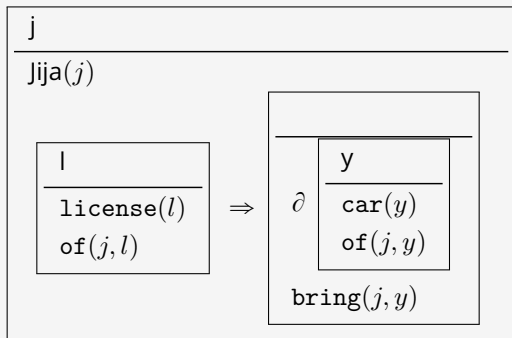 j
Jija(j)
l
license(l)
of(j, l)
⇒
∂
y
car(y)
of(j, y)
bring(j, y)